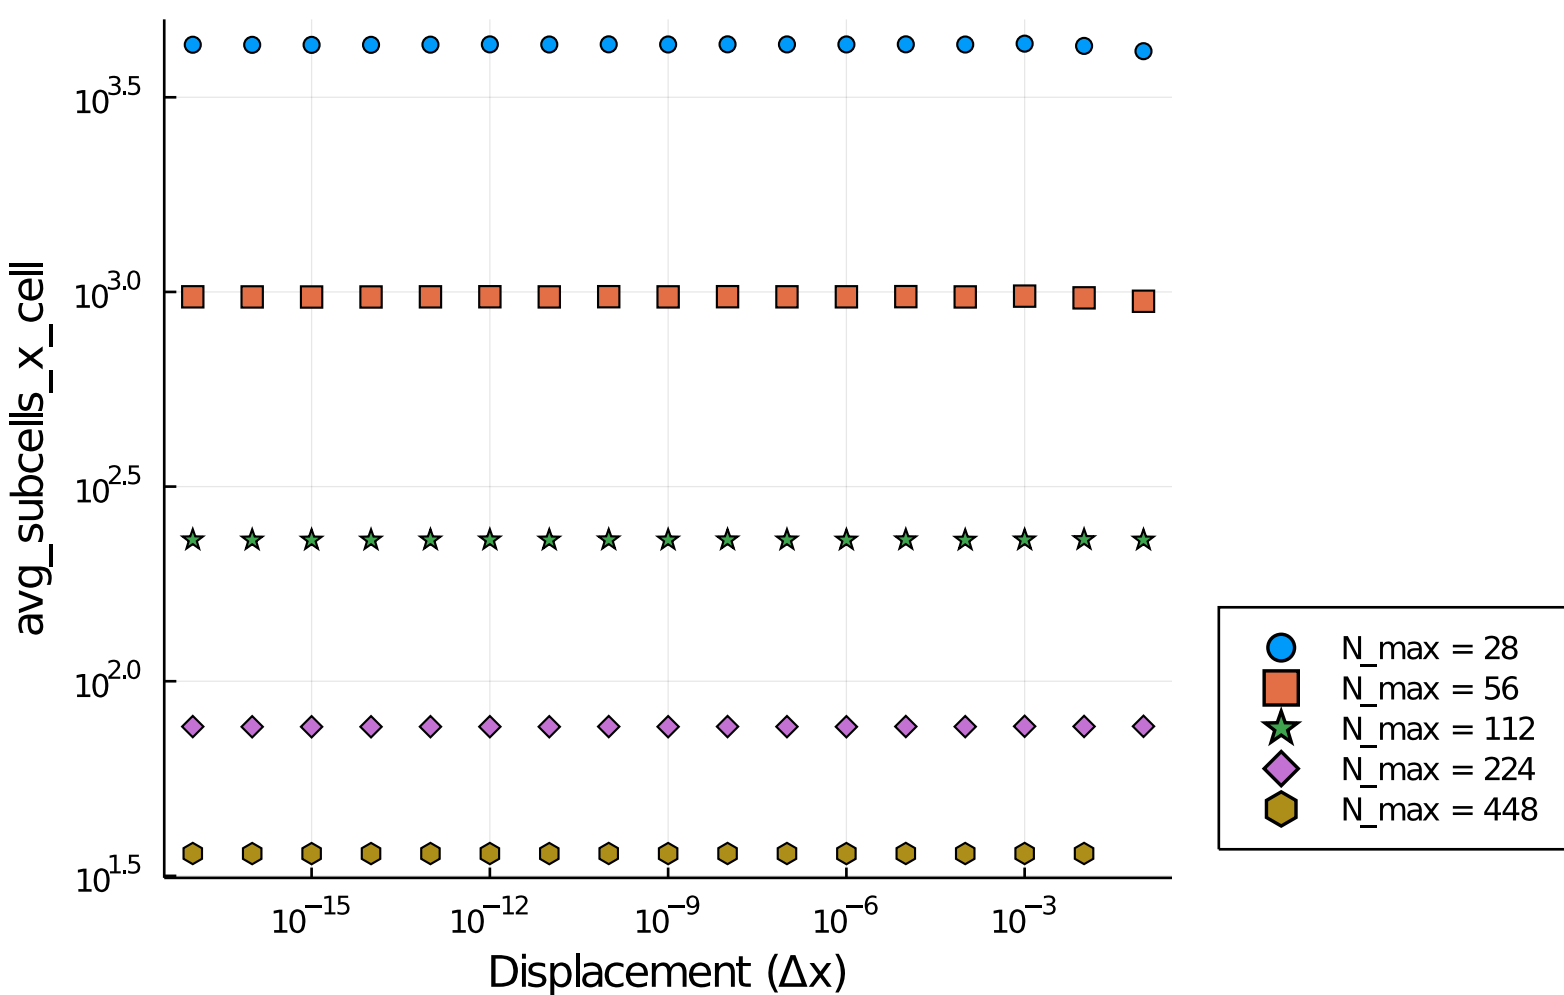 avg_subcells_x_cell
10^3.5
10^3.0
10^2.5
10^2.0
10^1.5
10^−15 10^−12 10^−9 10^−6 10^−3
Displacement (Δx)
N_max = 28
N_max = 56
N_max = 112
N_max = 224
N_max = 448